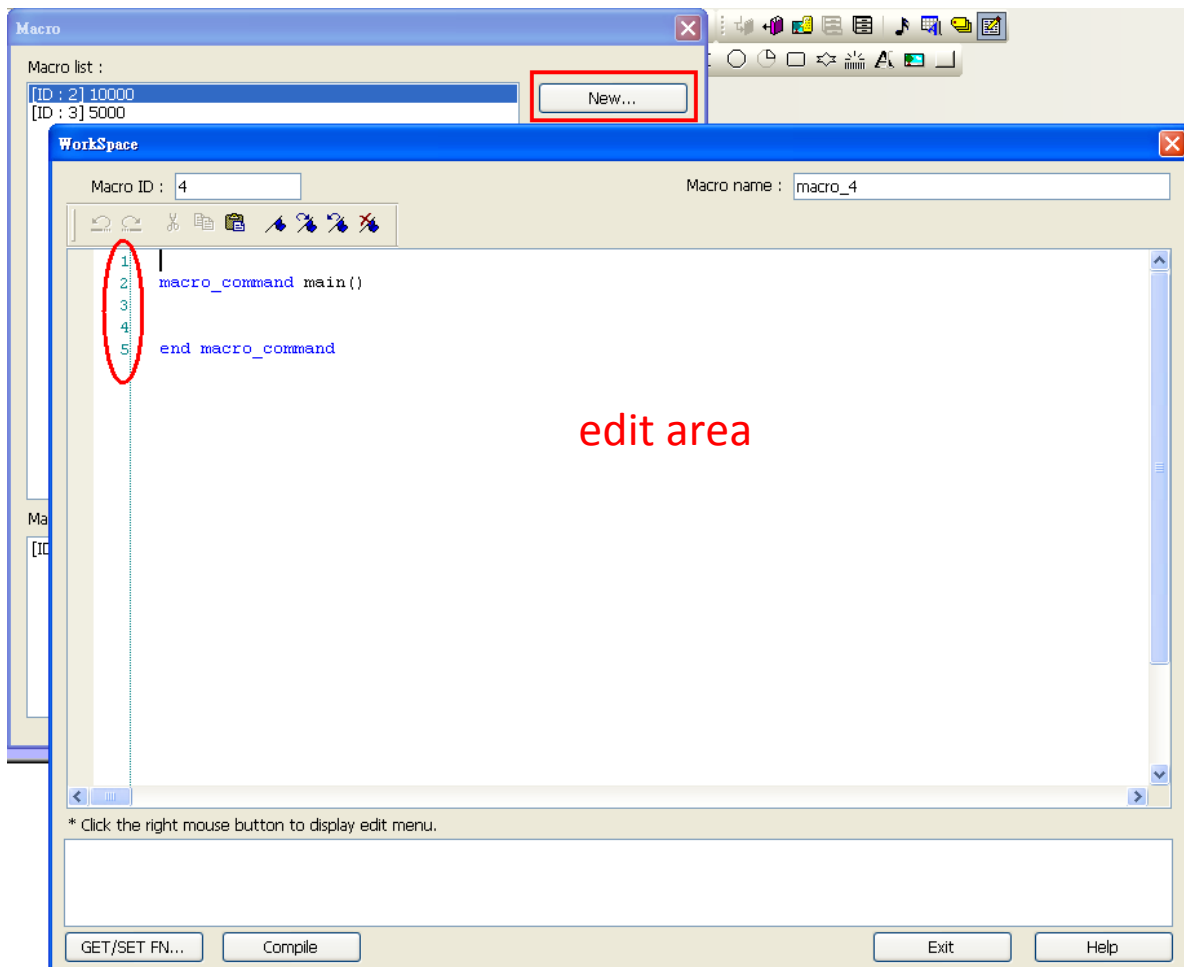 Macro
Macro list :
[ID : 2] 10000
[ID : 3] 5000
New...
WorkSpace
Macro ID : 4
Macro name : macro_4
1
2 macro_command main()
3
4
5 end macro_command
edit area
Ma
[ID
* Click the right mouse button to display edit menu.
GET/SET FN... Compile Exit Help